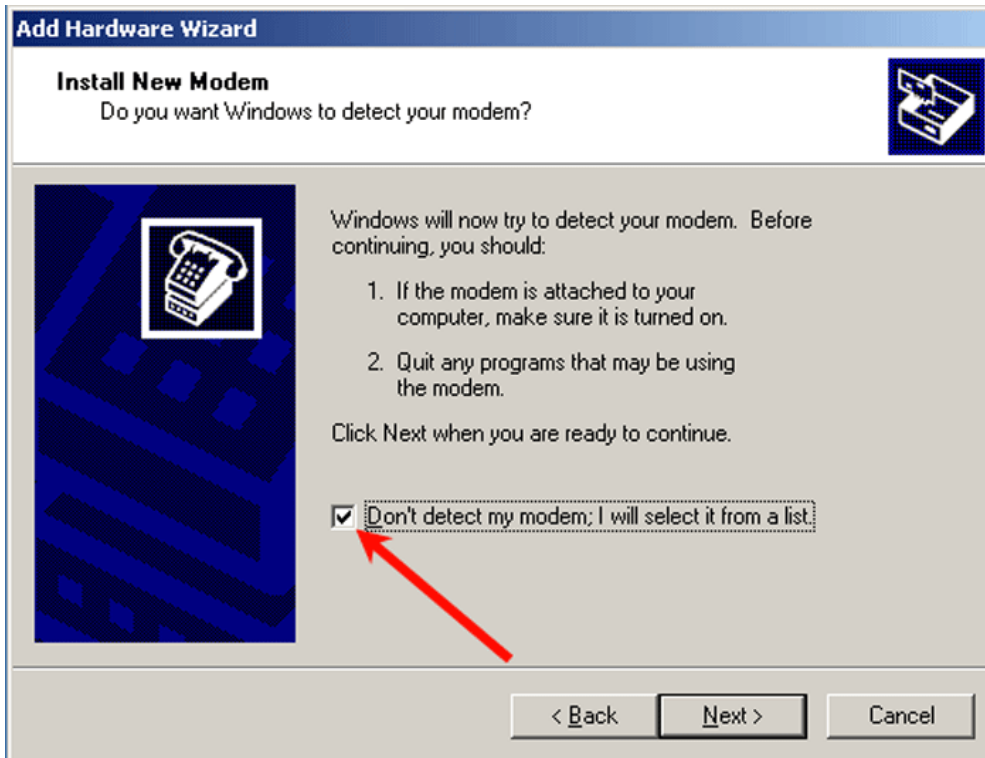 Add Hardware Wizard
Install New Modem
Do you want Windows to detect your modem?
Windows will now try to detect your modem. Before
continuing, you should:
1. If the modem is attached to your
computer, make sure it is turned on.
2. Quit any programs that may be using
the modem.
Click Next when you are ready to continue.
Don't detect my modem; I will select it from a list.
< Back Next > Cancel